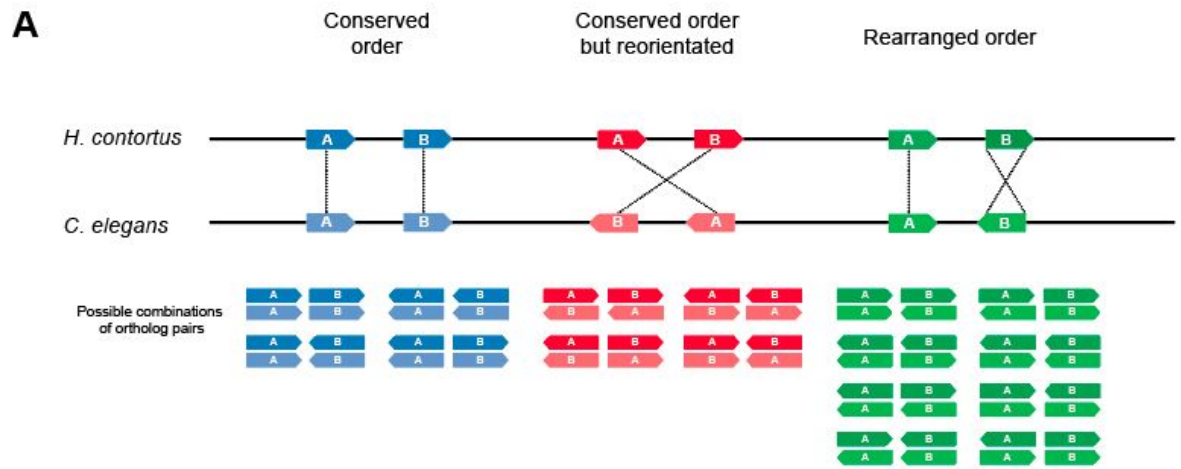 A
Conserved
order
Conserved order
but reorientated
Rearranged order
H. contortus
A B A B A B
C. elegans
A B B A A B
Possible combinations
of ortholog pairs
A B A B A B A B A B A B
A B A B B A B A A B A B
A B A B A B A B A B A B
A B A B B A B A A B A B
A B A B
A B A B
A B A B
A B A B